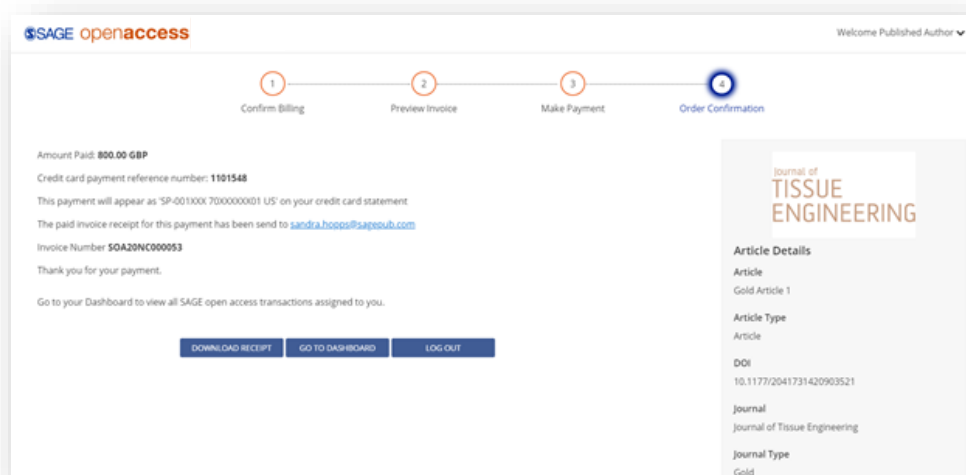 SAGE openaccess
Welcome Published Author
1
2
3
4
Confirm Billing
Preview Invoice
Make Payment
Order Confirmation
Amount Paid: 800.00 GBP
Credit card payment reference number: 1101548
This payment will appear as 'SP-001XXX 70XXXXXX01 US' on your credit card statement
The paid invoice receipt for this payment has been send to sandra.hoops@sagepub.com
Invoice Number SOA20NC000053
Thank you for your payment.
Go to your Dashboard to view all SAGE open access transactions assigned to you.
DOWNLOAD RECEIPT
GO TO DASHBOARD
LOG OUT
Journal of
TISSUE
ENGINEERING
Article Details
Article
Gold Article 1
Article Type
Article
DOI
10.1177/2041731420903521
Journal
Journal of Tissue Engineering
Journal Type
Gold